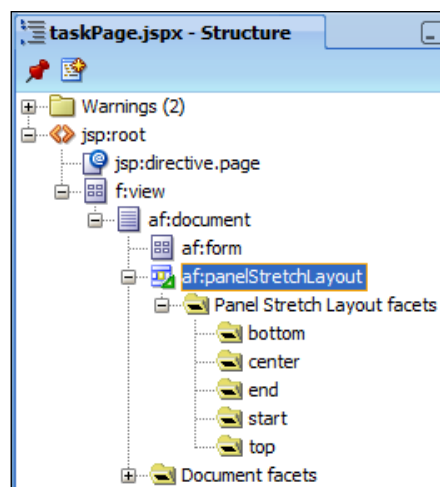 taskPage.jspx - Structure
Warnings (2)
jsp:root
jsp:directive.page
f:view
af:document
af:form
af:panelStretchLayout
Panel Stretch Layout facets
bottom
center
end
start
top
Document facets